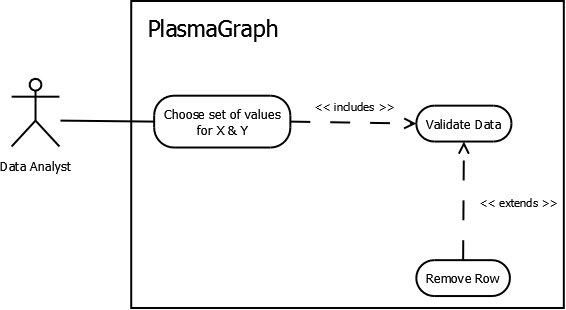 PlasmaGraph
<< includes >>
Choose set of values
for X & Y
Validate Data
Data Analyst
<< extends >>
Remove Row